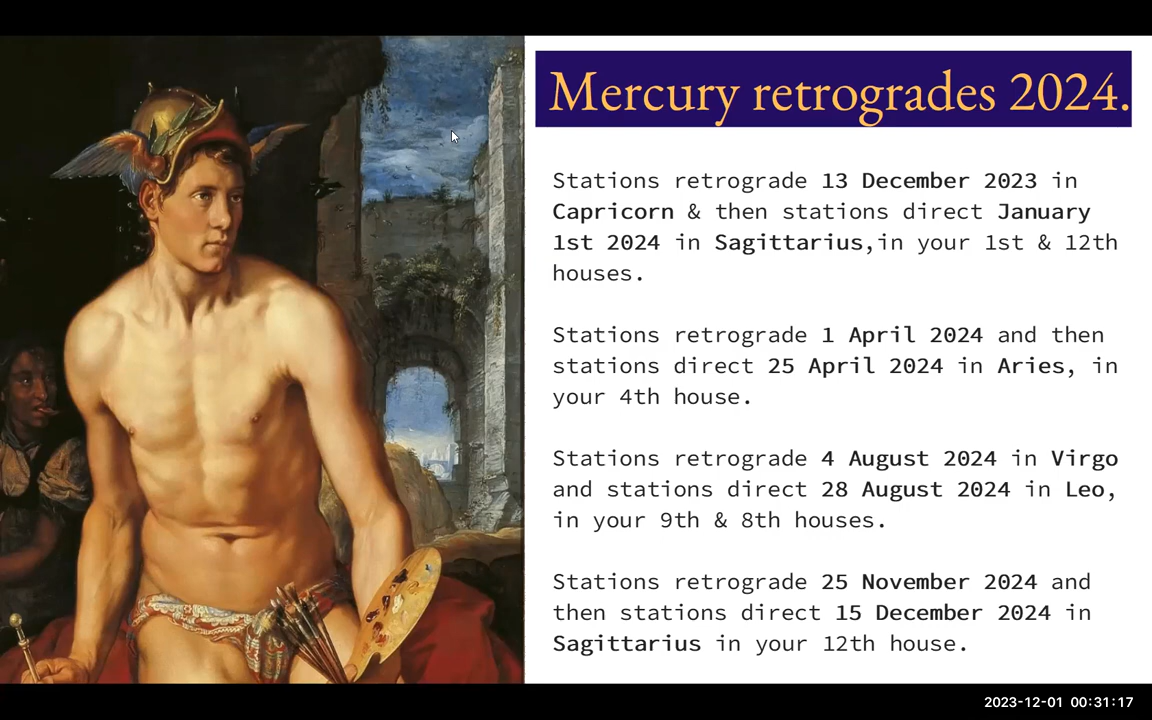 Mercury retrogrades 2024.
Stations retrograde 13 December 2023 in
Capricorn & then stations direct January
1st 2024 in Sagittarius,in your 1st & 12th
houses.
Stations retrograde 1 April 2024 and then
stations direct 25 April 2024 in Aries, in
your 4th house.
Stations retrograde 4 August 2024 in Virgo
and stations direct 28 August 2024 in Leo,
in your 9th & 8th houses.
Stations retrograde 25 November 2024 and
then stations direct 15 December 2024 in
Sagittarius in your 12th house.
2023-12-01 00:31:17